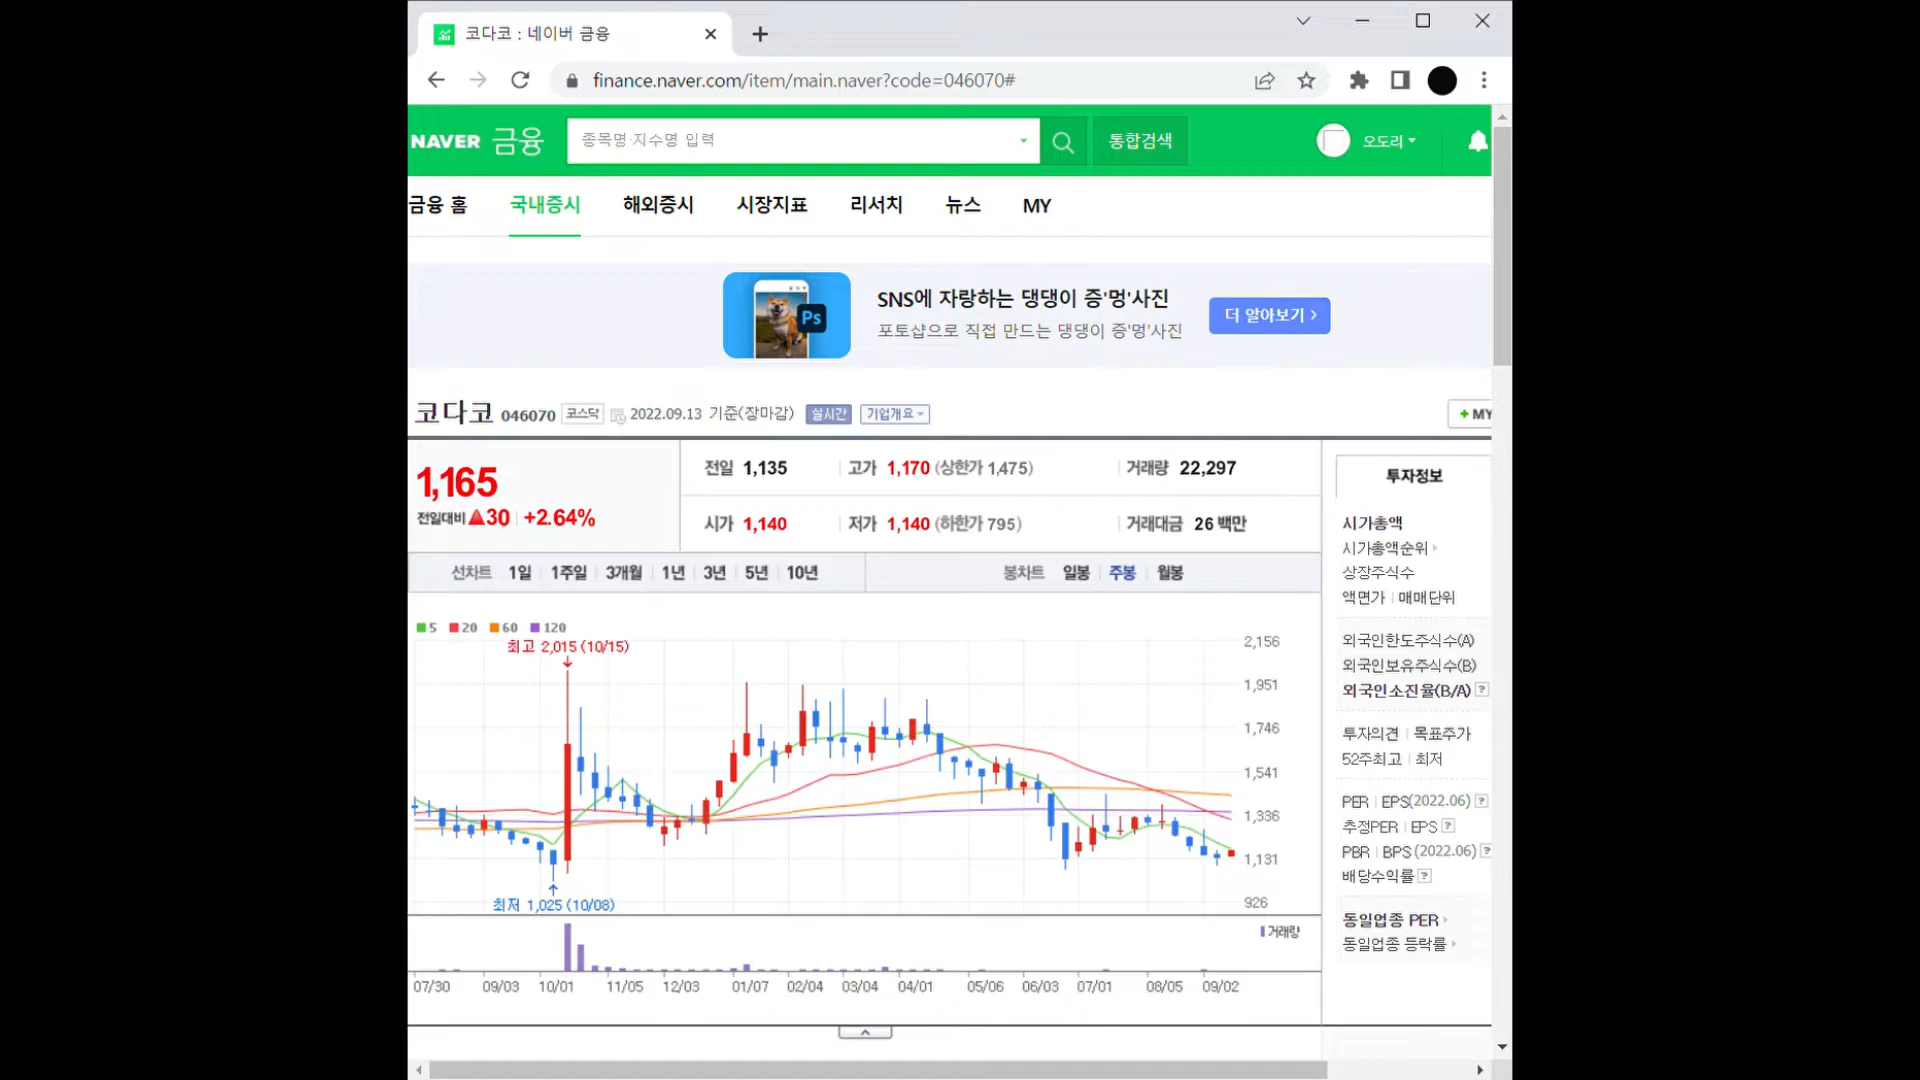 코다코 : 네이버 금융
finance.naver.com/item/main.naver?code=046070#
NAVER 금융
종목명·지수명 입력
통합검색
오도리
금융 홈 국내증시 해외증시 시장지표 리서치 뉴스 MY
SNS에 자랑하는 댕댕이 증'멍'사진
포토샵으로 직접 만드는 댕댕이 증'멍'사진
더 알아보기 >
Ps
코다코 046070 코스닥 2022.09.13 기준(장마감) 실시간 기업개요
+ MY
1,165
전일대비 ▲30 +2.64%
전일 1,135 고가 1,170 (상한가 1,475) 거래량 22,297
시가 1,140 저가 1,140 (하한가 795) 거래대금 26 백만
선차트 1일 1주일 3개월 1년 3년 5년 10년 봉차트 일봉 주봉 월봉
5 20 60 120
최고 2,015 (10/15)
2,156
1,951
1,746
1,541
1,336
1,131
926
최저 1,025 (10/08)
거래량
07/30 09/03 10/01 11/05 12/03 01/07 02/04 03/04 04/01 05/06 06/03 07/01 08/05 09/02
투자정보
시가총액
시가총액순위
상장주식수
액면가 | 매매단위
외국인한도주식수(A)
외국인보유주식수(B)
외국인소진율(B/A) ?
투자의견 | 목표주가
52주최고 | 최저
PER | EPS(2022.06) ?
추정PER | EPS ?
PBR | BPS (2022.06) ?
배당수익률 ?
동일업종 PER
동일업종 등락률